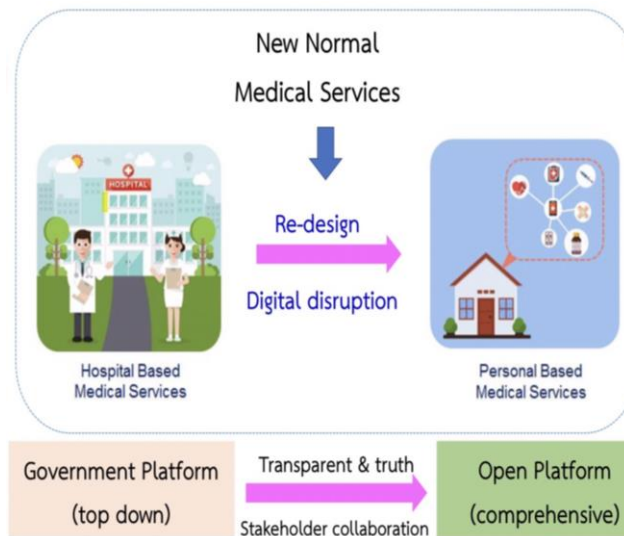 New Normal
Medical Services
HOSPITAL
Re-design
Digital disruption
Hospital Based
Medical Services
Personal Based
Medical Services
Government Platform
(top down)
Transparent & truth
Stakeholder collaboration
Open Platform
(comprehensive)